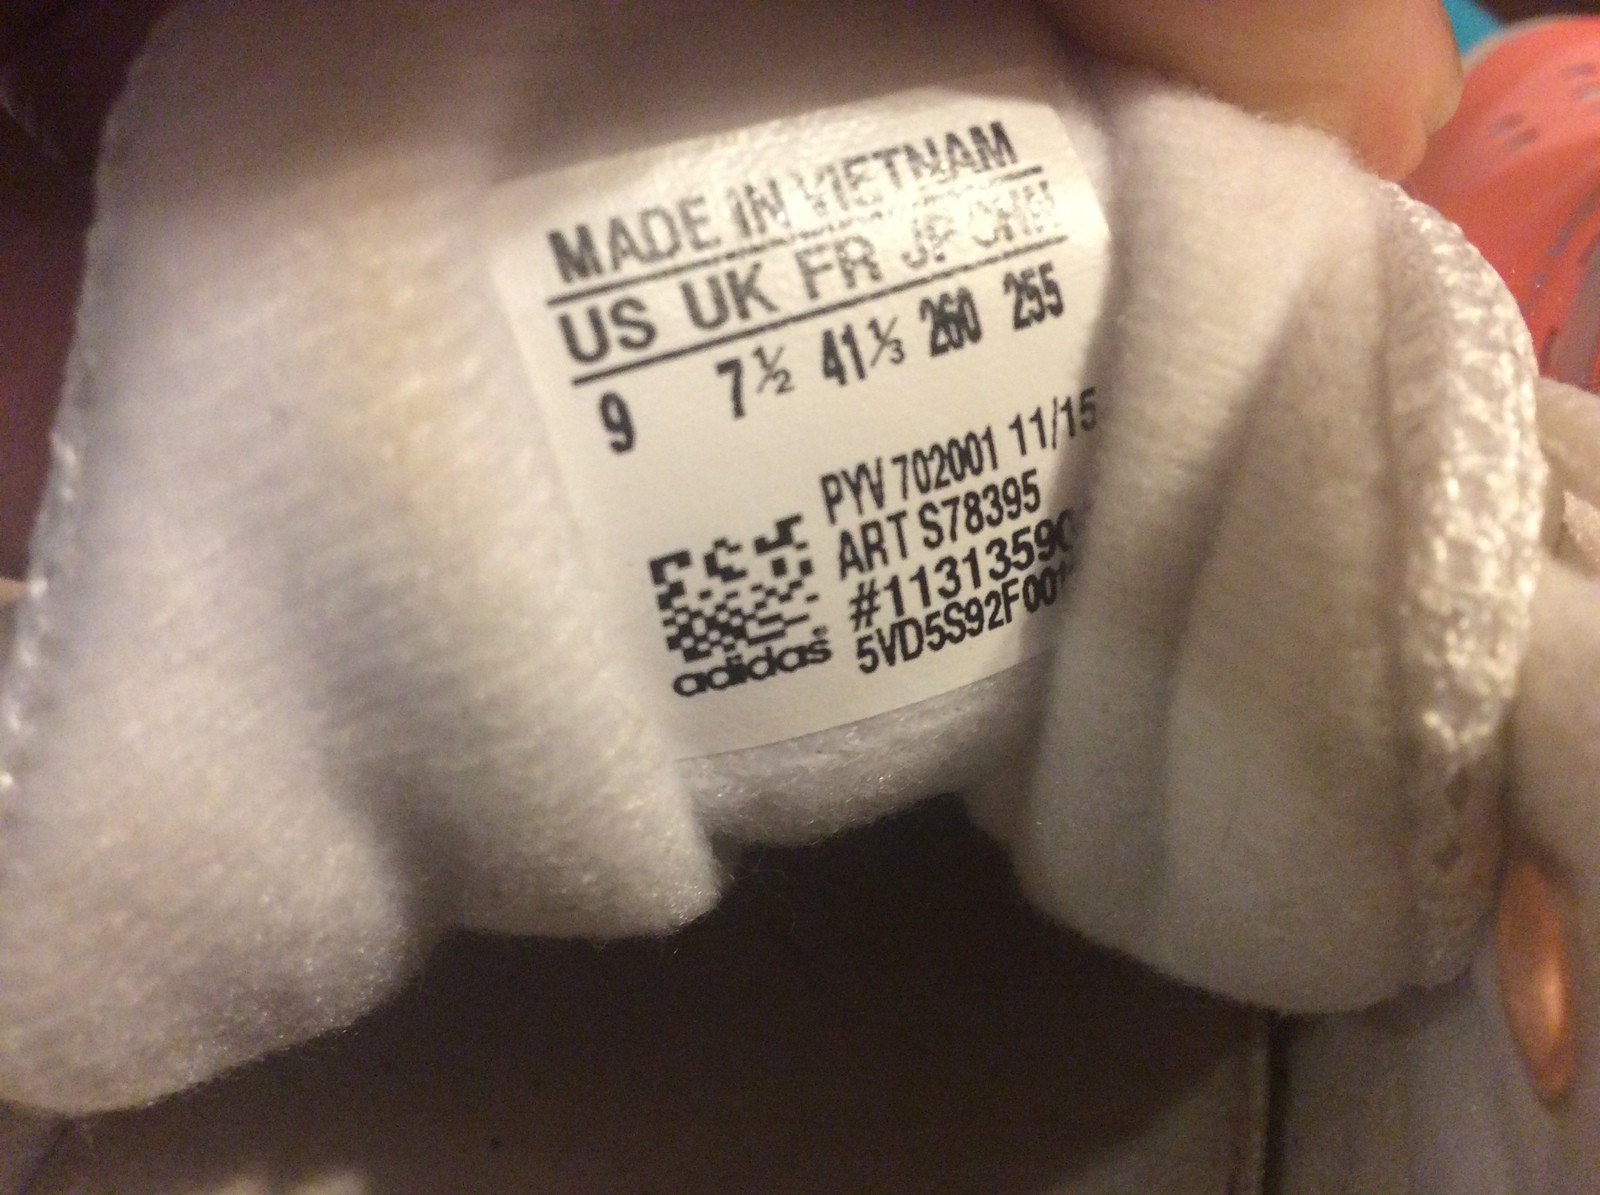 MADE IN VIETNAM
US UK FR JP CHN
9 7½ 41⅓ 260 255
PYV 702001 11/15
ART S78395
adidas